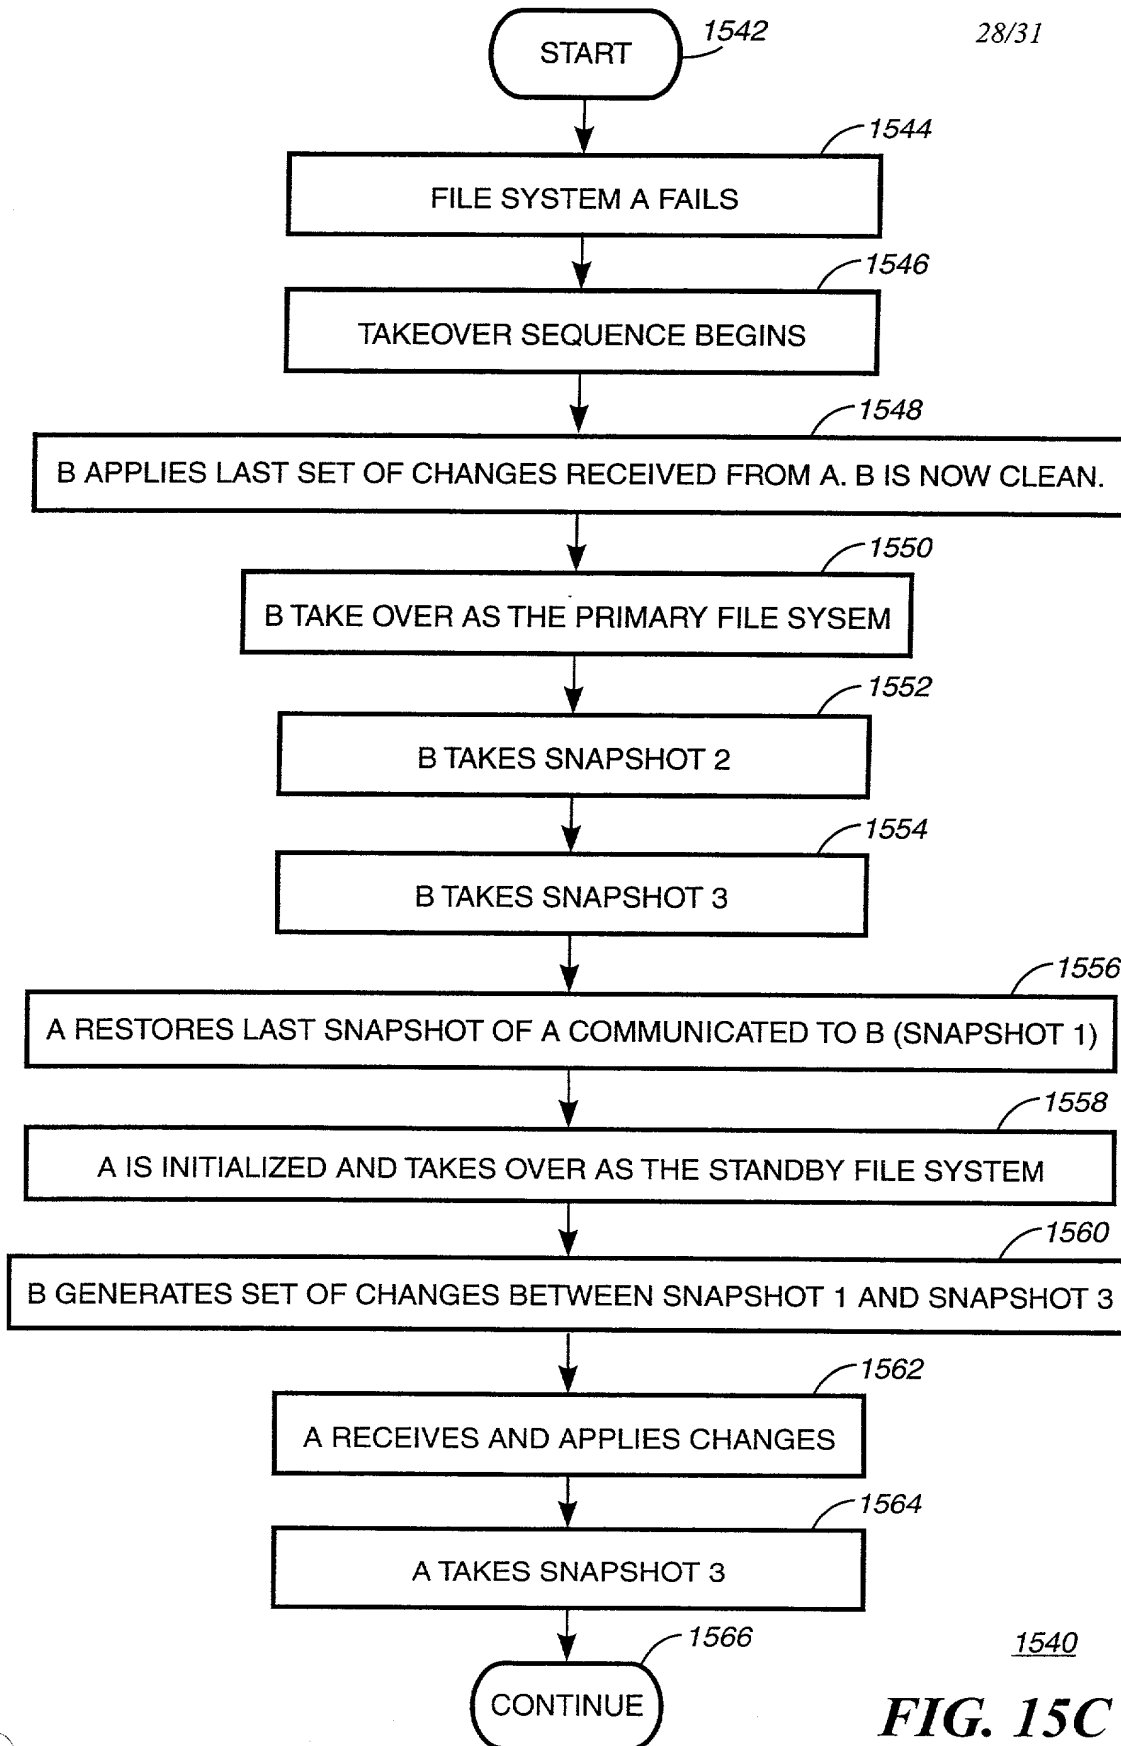 28/31
START
1542
1544
FILE SYSTEM A FAILS
1546
TAKEOVER SEQUENCE BEGINS
1548
B APPLIES LAST SET OF CHANGES RECEIVED FROM A. B IS NOW CLEAN.
1550
B TAKE OVER AS THE PRIMARY FILE SYSEM
1552
B TAKES SNAPSHOT 2
1554
B TAKES SNAPSHOT 3
1556
A RESTORES LAST SNAPSHOT OF A COMMUNICATED TO B (SNAPSHOT 1)
1558
A IS INITIALIZED AND TAKES OVER AS THE STANDBY FILE SYSTEM
1560
B GENERATES SET OF CHANGES BETWEEN SNAPSHOT 1 AND SNAPSHOT 3
1562
A RECEIVES AND APPLIES CHANGES
1564
A TAKES SNAPSHOT 3
1566
CONTINUE
1540
FIG. 15C